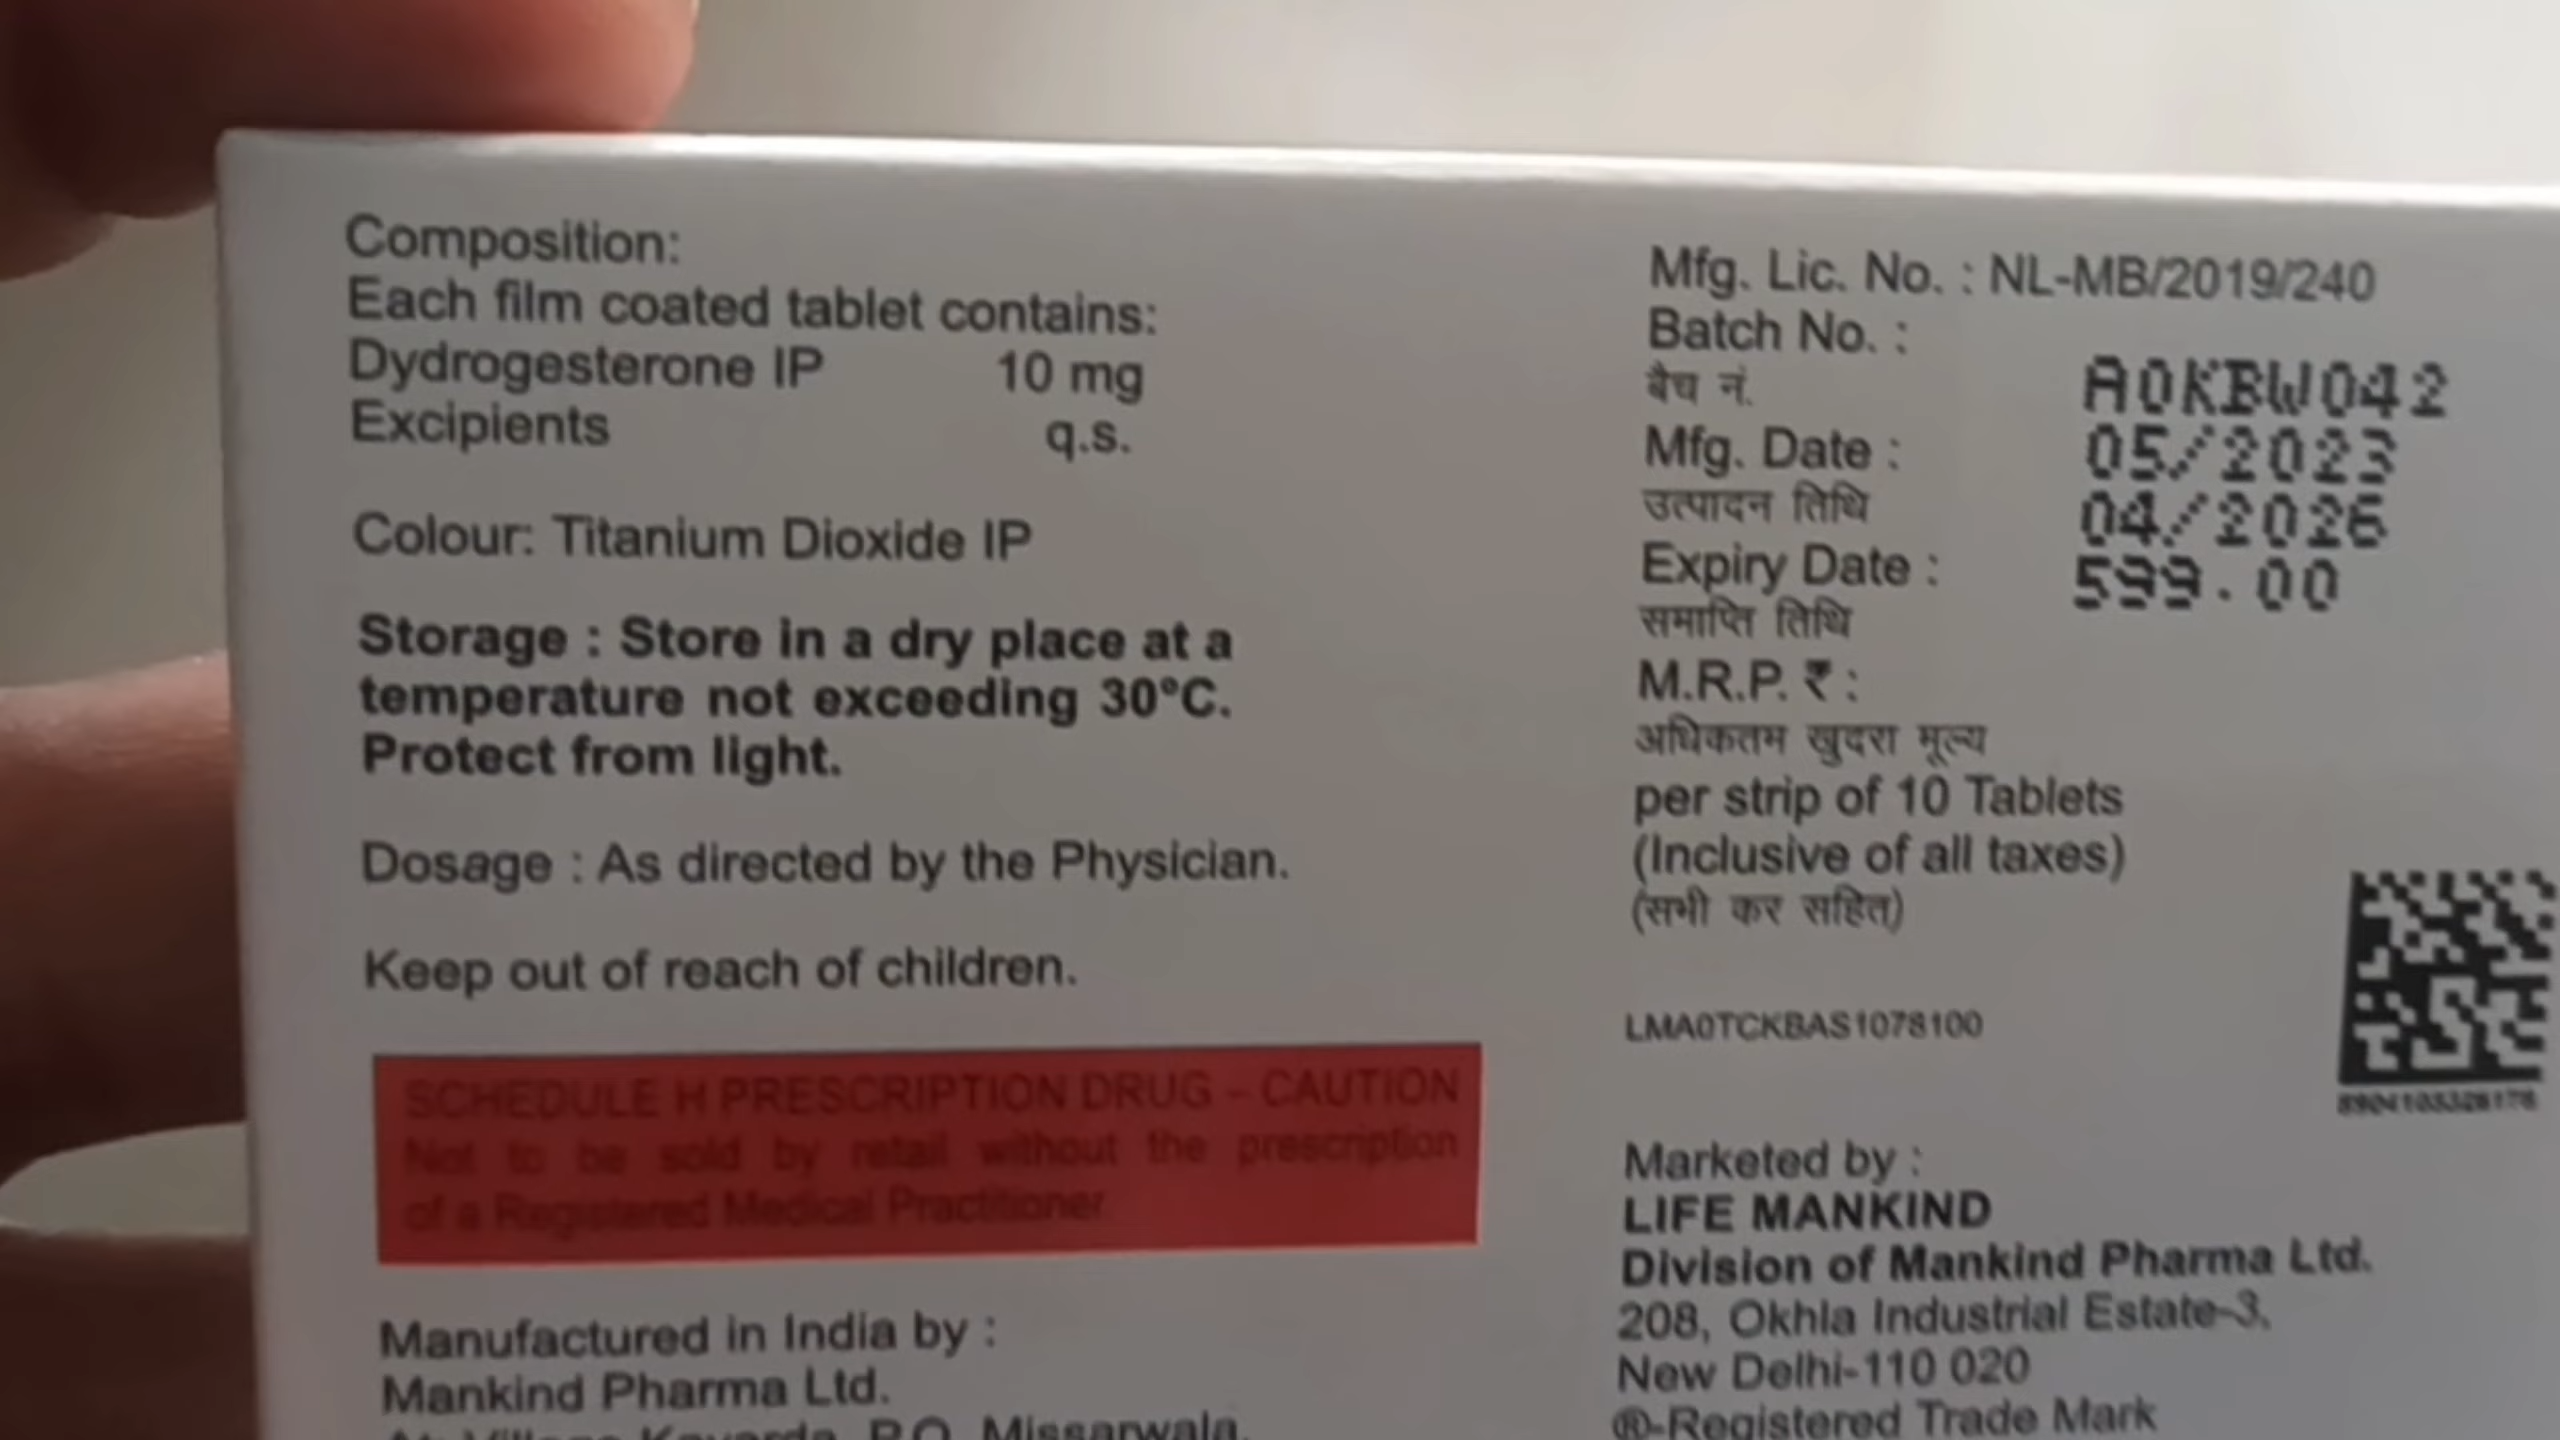 Composition:
Each film coated tablet contains:
Dydrogesterone IP 10 mg
Excipients q.s.
Colour: Titanium Dioxide IP
Storage : Store in a dry place at a
temperature not exceeding 30°C.
Protect from light.
Dosage : As directed by the Physician.
Keep out of reach of children.
SCHEDULE H PRESCRIPTION DRUG – CAUTION
Not to be sold by retail without the prescription
of a Registered Medical Practitioner
Manufactured in India by :
Mankind Pharma Ltd.
P.O. Missarwala,
Mfg. Lic. No. : NL-MB/2019/240
Batch No. :
बैच नं.
A0KBW042
Mfg. Date : 05/2023
उत्पादन तिथि
04/2026
Expiry Date : 599.00
समाप्ति तिथि
M.R.P. ₹ :
अधिकतम खुदरा मूल्य
per strip of 10 Tablets
(Inclusive of all taxes)
(सभी कर सहित)
LMA0TCKBAS1078100
Marketed by :
LIFE MANKIND
Division of Mankind Pharma Ltd.
208, Okhla Industrial Estate-3,
New Delhi-110 020
®-Registered Trade Mark